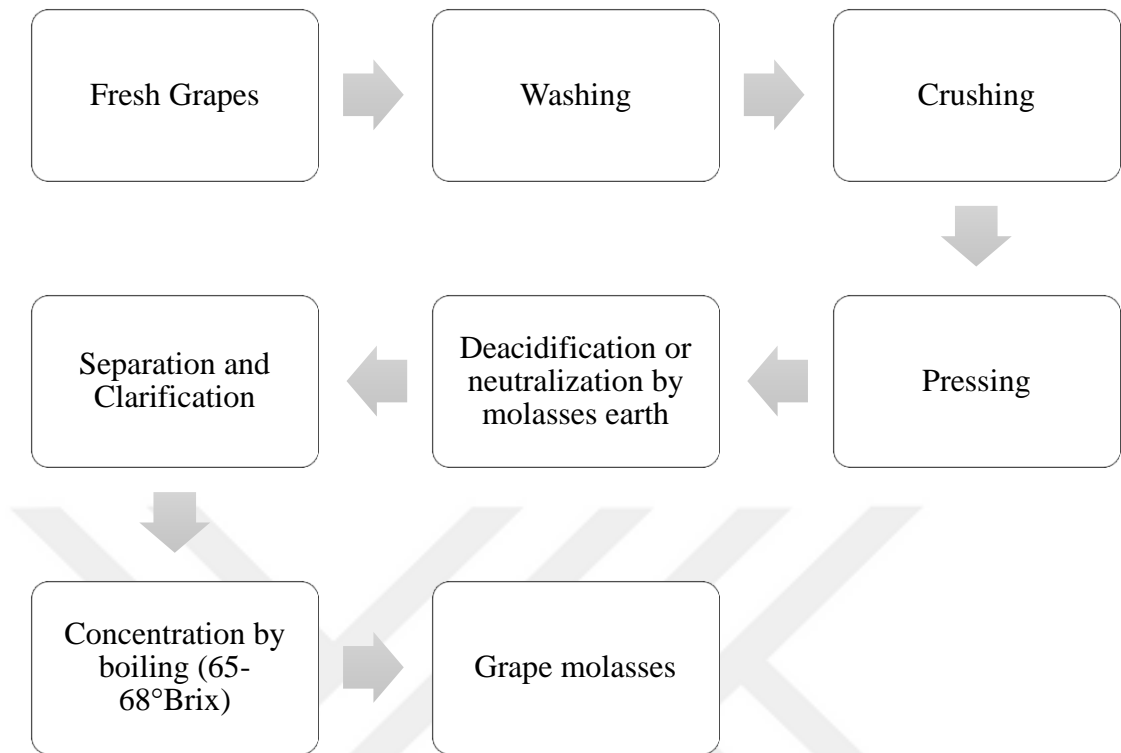 Fresh Grapes
Washing
Crushing
Pressing
Deacidification or
neutralization by
molasses earth
Separation and
Clarification
Concentration by
boiling (65-
68°Brix)
Grape molasses